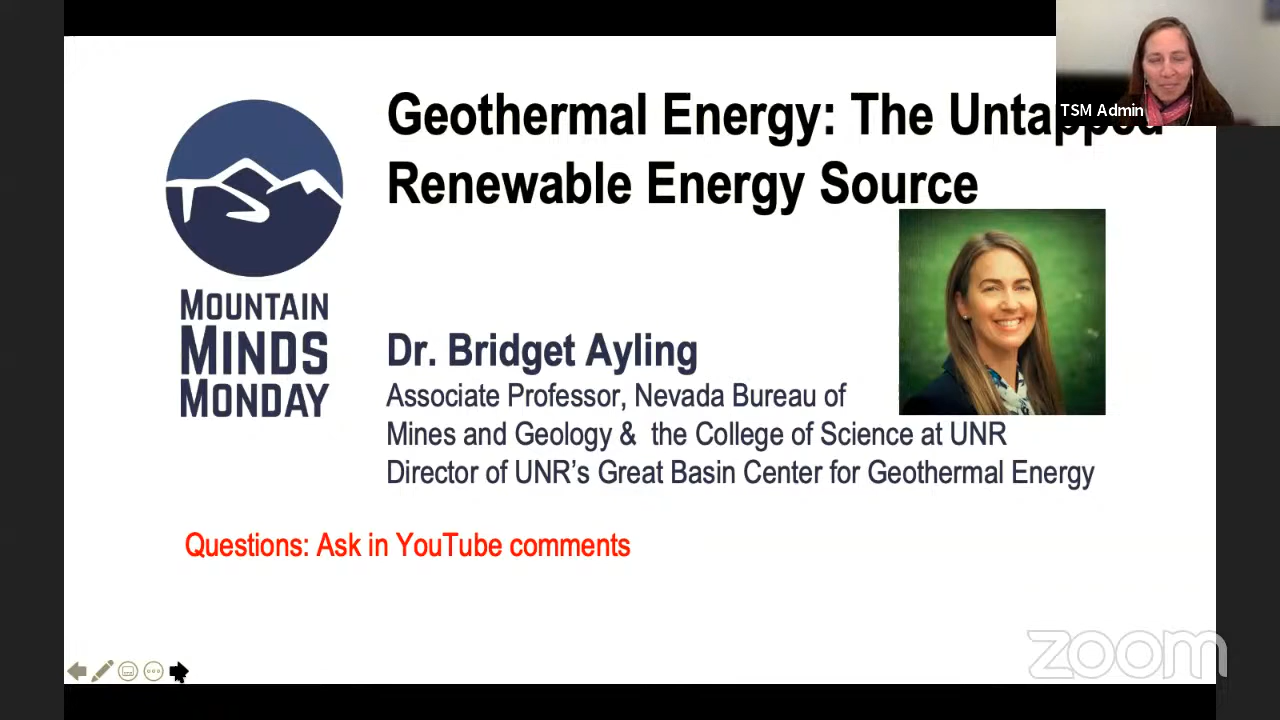 Geothermal Energy: The Untapped
Renewable Energy Source
TSM Admin
MOUNTAIN
MINDS
MONDAY
Dr. Bridget Ayling
Associate Professor, Nevada Bureau of
Mines and Geology & the College of Science at UNR
Director of UNR's Great Basin Center for Geothermal Energy
Questions: Ask in YouTube comments
zoom